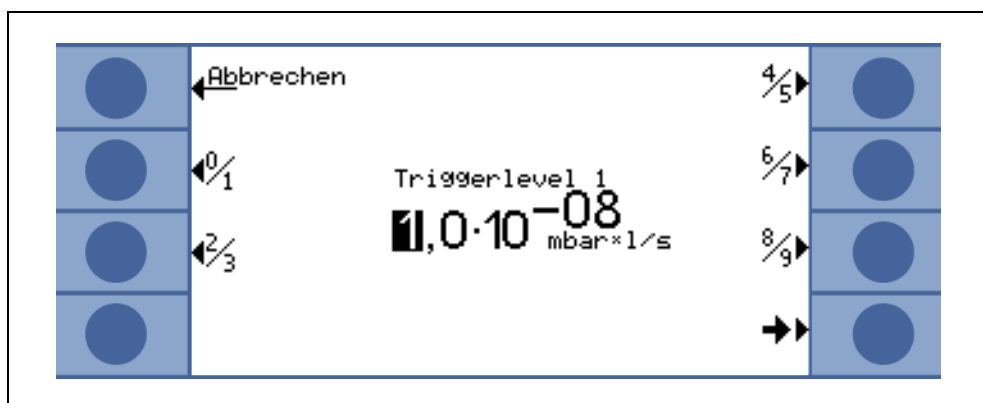 Abbrechen
4/5
0/1
6/7
Triggerlevel 1
1,0·10⁻⁰⁸
mbar*l/s
2/3
8/9